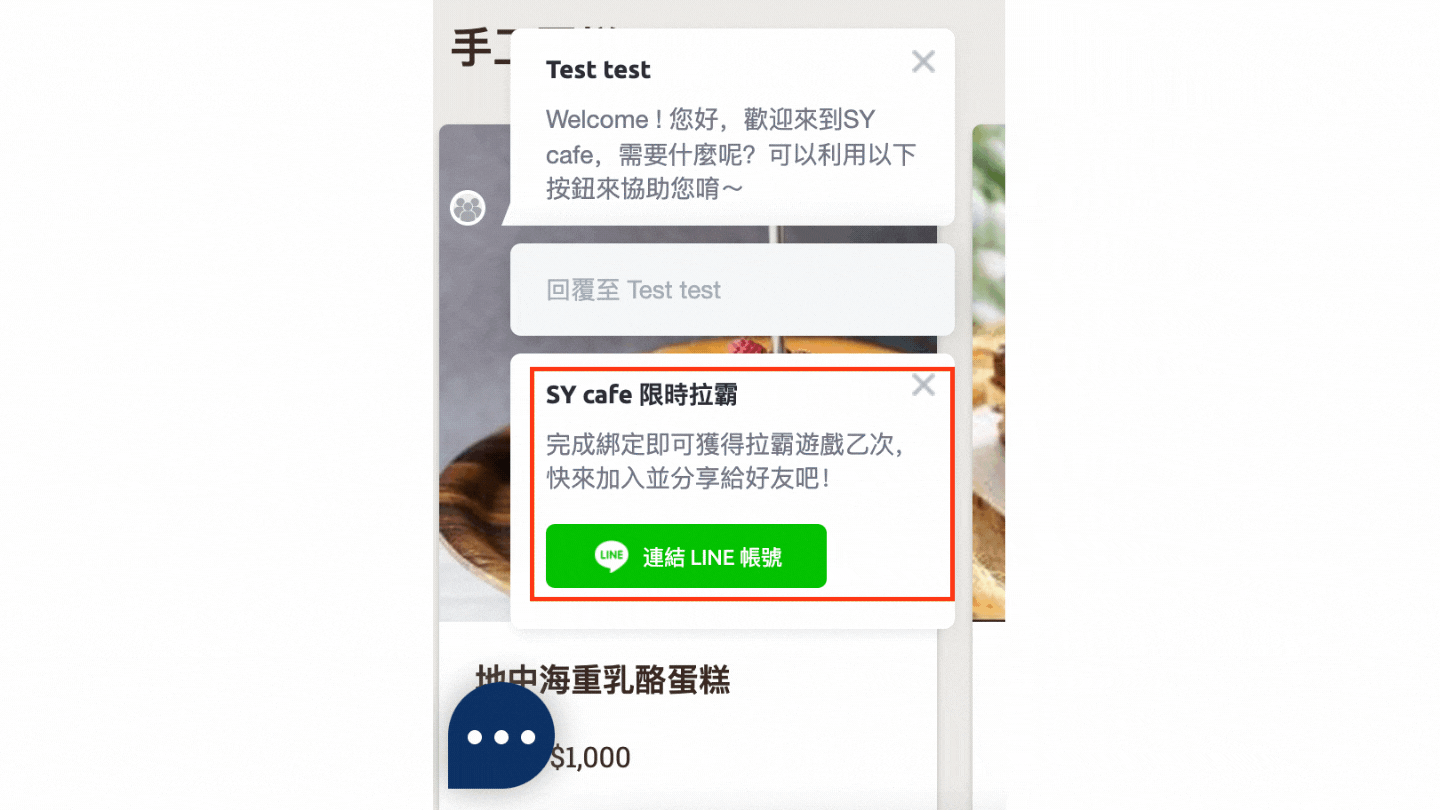 手工
Test test
Welcome ! 您好，歡迎來到SY
cafe，需要什麼呢？可以利用以下
按鈕來協助您唷～
回覆至 Test test
SY cafe 限時拉霸
完成綁定即可獲得拉霸遊戲乙次，
快來加入並分享給好友吧！
LINE 連結 LINE 帳號
地中海重乳酪蛋糕
$1,000